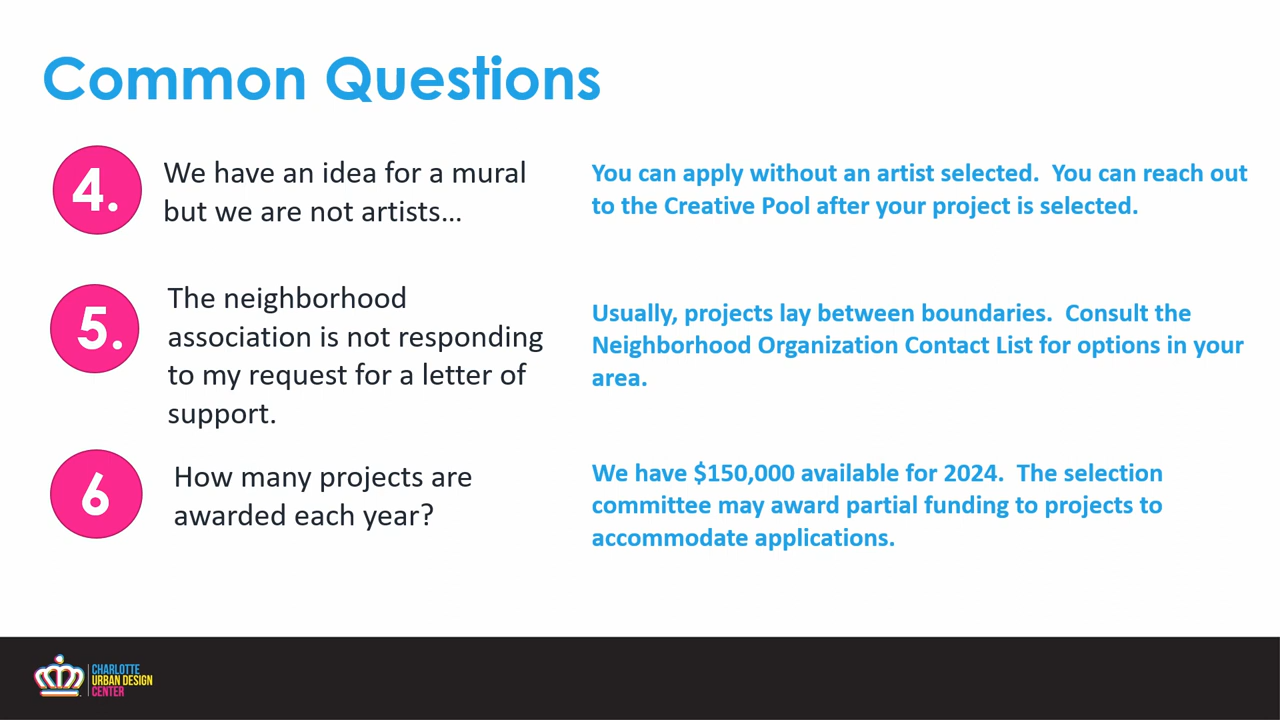 Common Questions
4.
We have an idea for a mural
but we are not artists...
You can apply without an artist selected.  You can reach out
to the Creative Pool after your project is selected.
5.
The neighborhood
association is not responding
to my request for a letter of
support.
Usually, projects lay between boundaries.  Consult the
Neighborhood Organization Contact List for options in your
area.
6
How many projects are
awarded each year?
We have $150,000 available for 2024.  The selection
committee may award partial funding to projects to
accommodate applications.
CHARLOTTE
URBAN DESIGN
CENTER